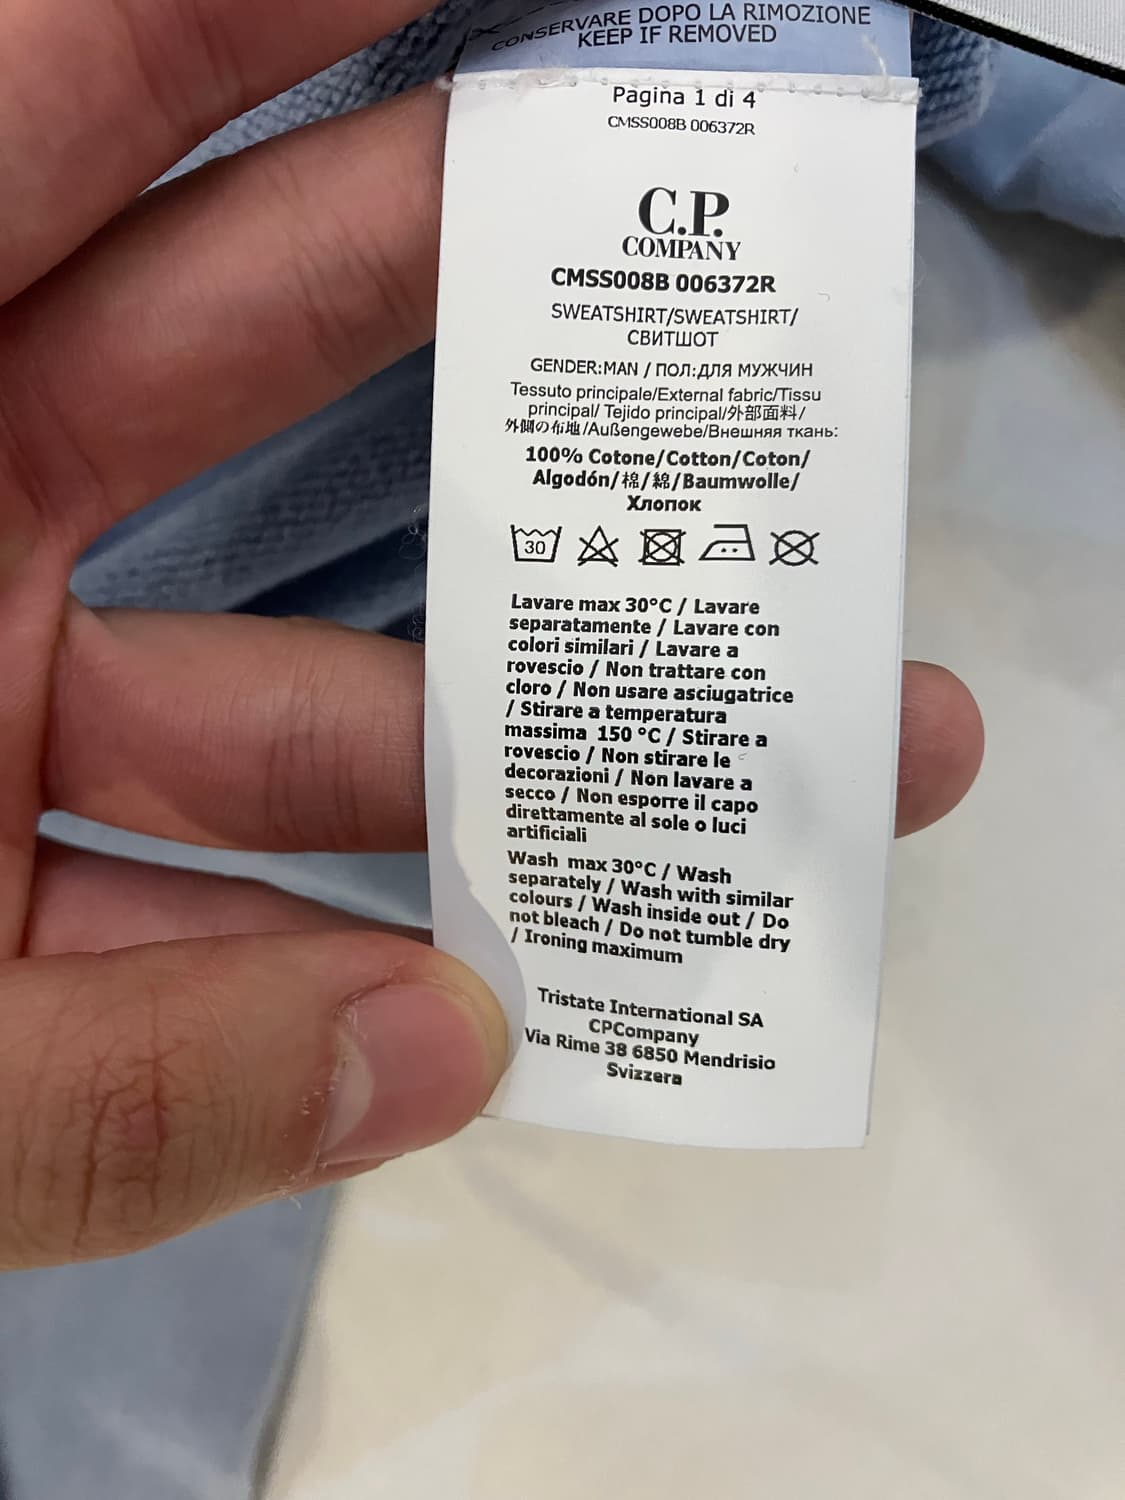 CONSERVARE DOPO LA RIMOZIONE
KEEP IF REMOVED
Pagina 1 di 4
CMSS008B 006372R
C.P.
COMPANY
CMSS008B 006372R
SWEATSHIRT/SWEATSHIRT/
СВИТШОТ
GENDER:MAN / ПОЛ:ДЛЯ МУЖЧИН
Tessuto principale/External fabric/Tissu
principal/ Tejido principal/外部面料/
外側の布地/Außengewebe/Внешняя ткань:
100% Cotone/Cotton/Coton/
Algodón/棉/綿/Baumwolle/
Хлопок
30
Lavare max 30°C / Lavare
separatamente / Lavare con
colori similari / Lavare a
rovescio / Non trattare con
cloro / Non usare asciugatrice
/ Stirare a temperatura
massima 150 °C / Stirare a
rovescio / Non stirare le
decorazioni / Non lavare a
secco / Non esporre il capo
direttamente al sole o luci
artificiali
Wash max 30°C / Wash
separately / Wash with similar
colours / Wash inside out / Do
not bleach / Do not tumble dry
/ Ironing maximum
Tristate International SA
CPCompany
Via Rime 38 6850 Mendrisio
Svizzera